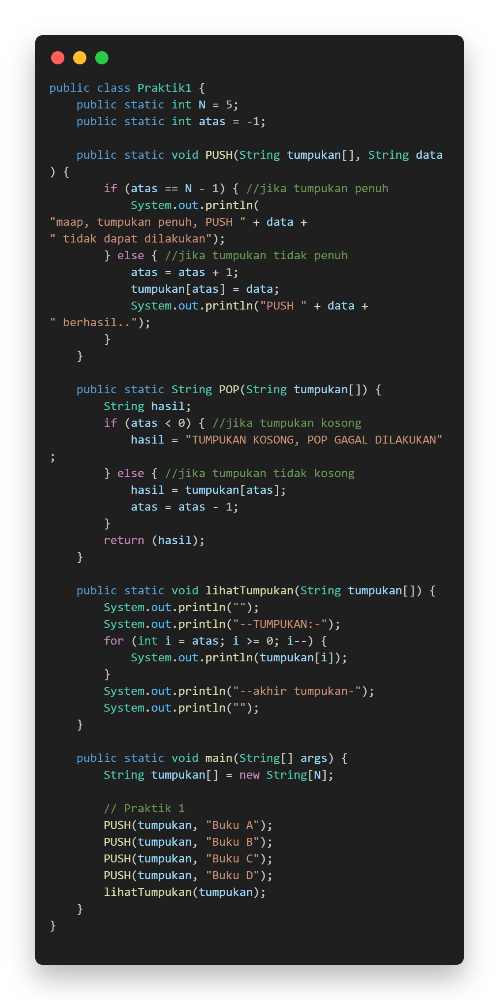 public class Praktik1 {
    public static int N = 5;
    public static int atas = -1;

    public static void PUSH(String tumpukan[], String data
) {
        if (atas == N - 1) { //jika tumpukan penuh
            System.out.println(
"maap, tumpukan penuh, PUSH " + data +
" tidak dapat dilakukan");
        } else { //jika tumpukan tidak penuh
            atas = atas + 1;
            tumpukan[atas] = data;
            System.out.println("PUSH " + data +
" berhasil..");
        }
    }

    public static String POP(String tumpukan[]) {
        String hasil;
        if (atas < 0) { //jika tumpukan kosong
            hasil = "TUMPUKAN KOSONG, POP GAGAL DILAKUKAN"
;
        } else { //jika tumpukan tidak kosong
            hasil = tumpukan[atas];
            atas = atas - 1;
        }
        return (hasil);
    }

    public static void lihatTumpukan(String tumpukan[]) {
        System.out.println("");
        System.out.println("--TUMPUKAN:-");
        for (int i = atas; i >= 0; i--) {
            System.out.println(tumpukan[i]);
        }
        System.out.println("--akhir tumpukan-");
        System.out.println("");
    }

    public static void main(String[] args) {
        String tumpukan[] = new String[N];

        // Praktik 1
        PUSH(tumpukan, "Buku A");
        PUSH(tumpukan, "Buku B");
        PUSH(tumpukan, "Buku C");
        PUSH(tumpukan, "Buku D");
        lihatTumpukan(tumpukan);
    }
}